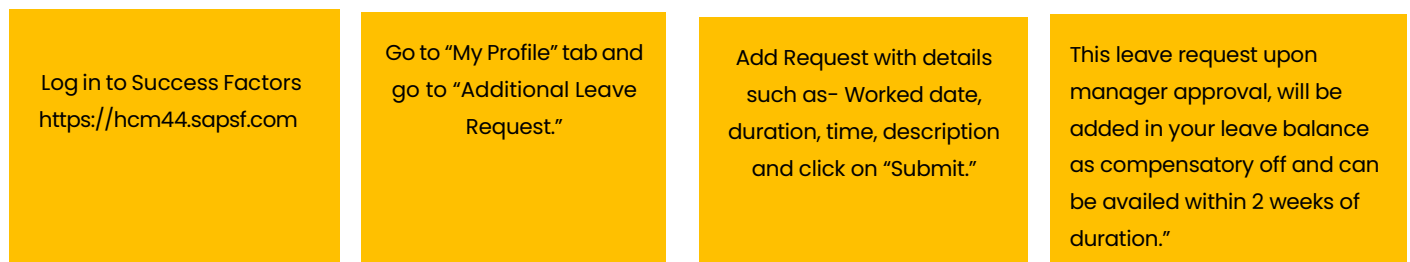 Log in to Success Factors
https://hcm44.sapsf.com
Go to “My Profile” tab and
go to “Additional Leave
Request.”
Add Request with details
such as- Worked date,
duration, time, description
and click on “Submit.”
This leave request upon
manager approval, will be
added in your leave balance
as compensatory off and can
be availed within 2 weeks of
duration.”